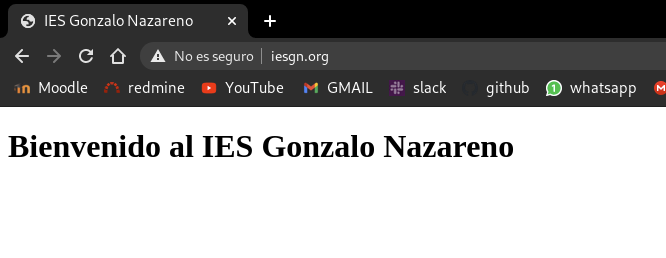 IES Gonzalo Nazareno
No es seguro iesgn.org
Moodle redmine YouTube GMAIL slack github whatsapp
Bienvenido al IES Gonzalo Nazareno